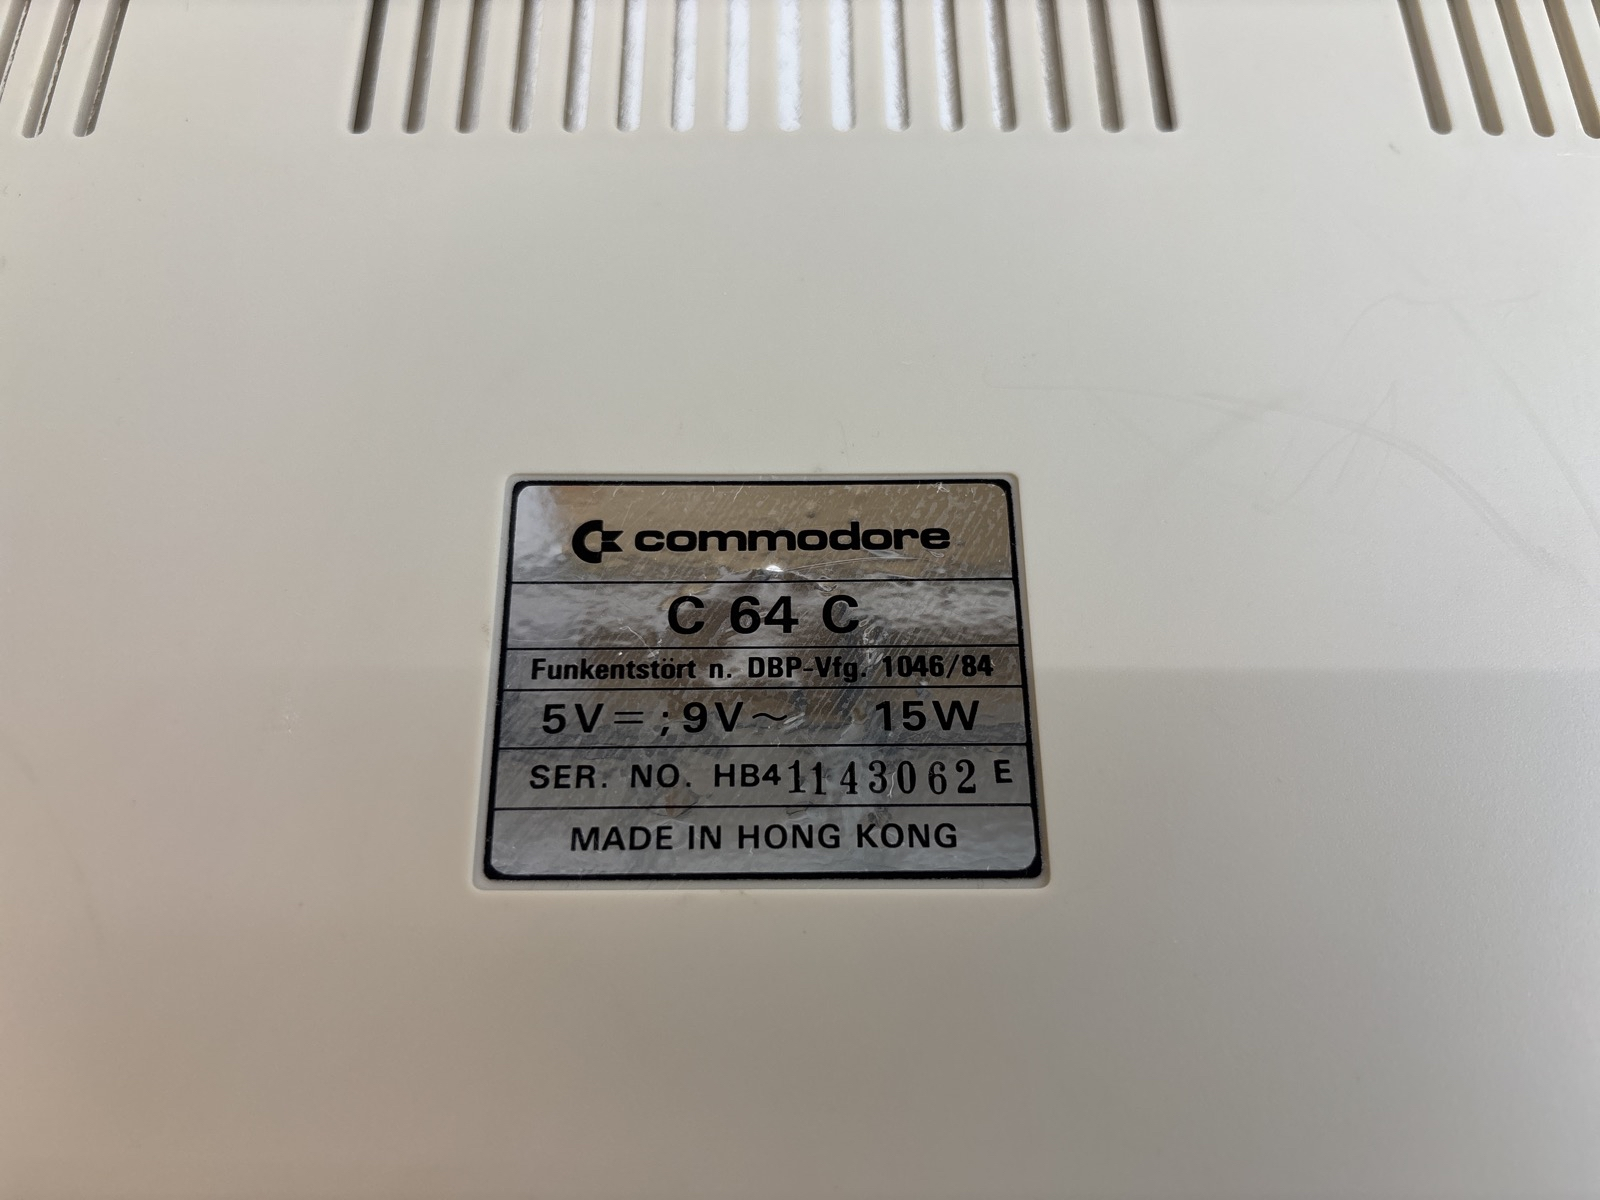 commodore
C 64 C
Funkentstört n. DBP-Vfg. 1046/84
5V⎓ ; 9V~ 15W
SER. NO. HB41143062 E
MADE IN HONG KONG